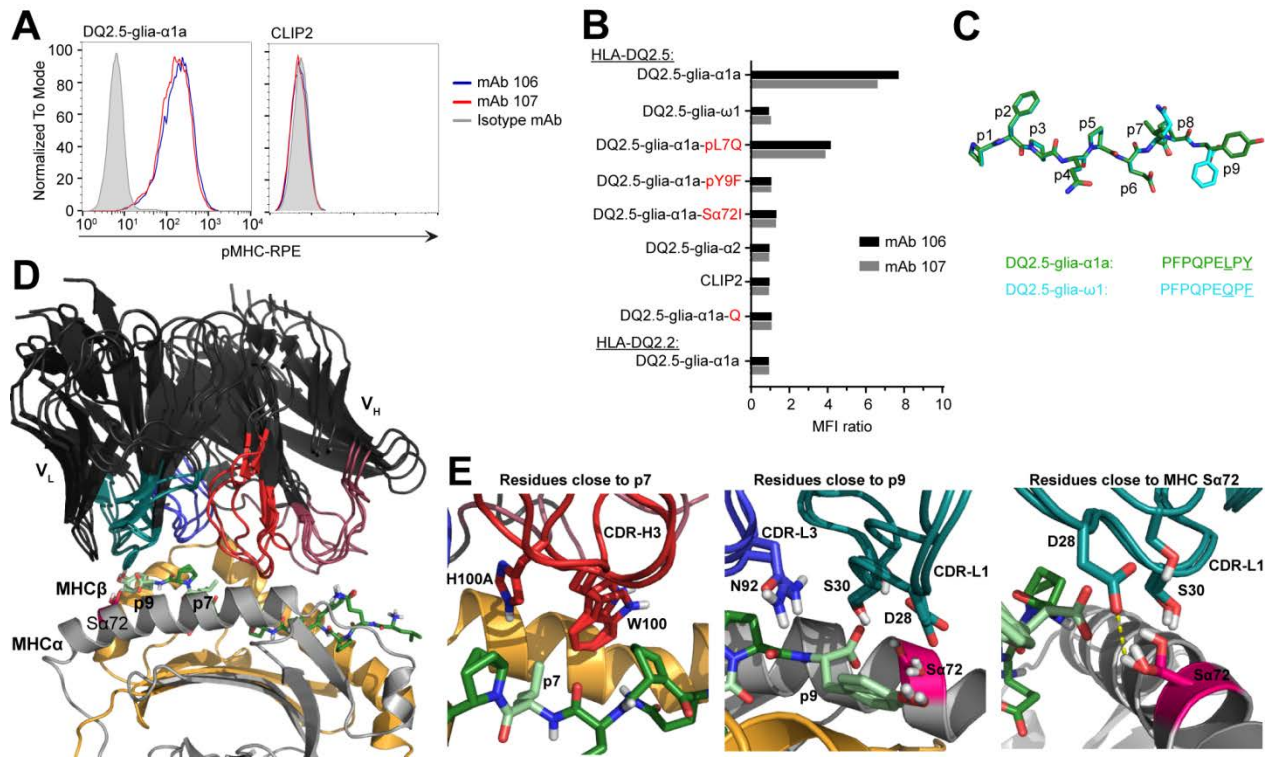 A
DQ2.5-glia-α1a
CLIP2
Normalized To Mode
100
80
60
40
20
0
10⁰ 10¹ 10² 10³ 10⁴
pMHC-RPE
mAb 106
mAb 107
Isotype mAb
B
HLA-DQ2.5:
DQ2.5-glia-α1a
DQ2.5-glia-ω1
DQ2.5-glia-α1a-pL7Q
DQ2.5-glia-α1a-pY9F
DQ2.5-glia-α1a-Sα72I
DQ2.5-glia-α2
CLIP2
DQ2.5-glia-α1a-Q
HLA-DQ2.2:
DQ2.5-glia-α1a
mAb 106
mAb 107
0 2 4 6 8 10
MFI ratio
C
p1
p2
p3
p4
p5
p6
p7
p8
p9
DQ2.5-glia-α1a: PFPQPELPY
DQ2.5-glia-ω1: PFPQPEQPF
D
V_H
V_L
MHCβ
p9
p7
Sα72
MHCα
E
Residues close to p7
CDR-H3
H100A
W100
p7
Residues close to p9
CDR-L3
N92
S30
CDR-L1
D28
Sα72
p9
Residues close to MHC Sα72
D28
CDR-L1
S30
Sα72